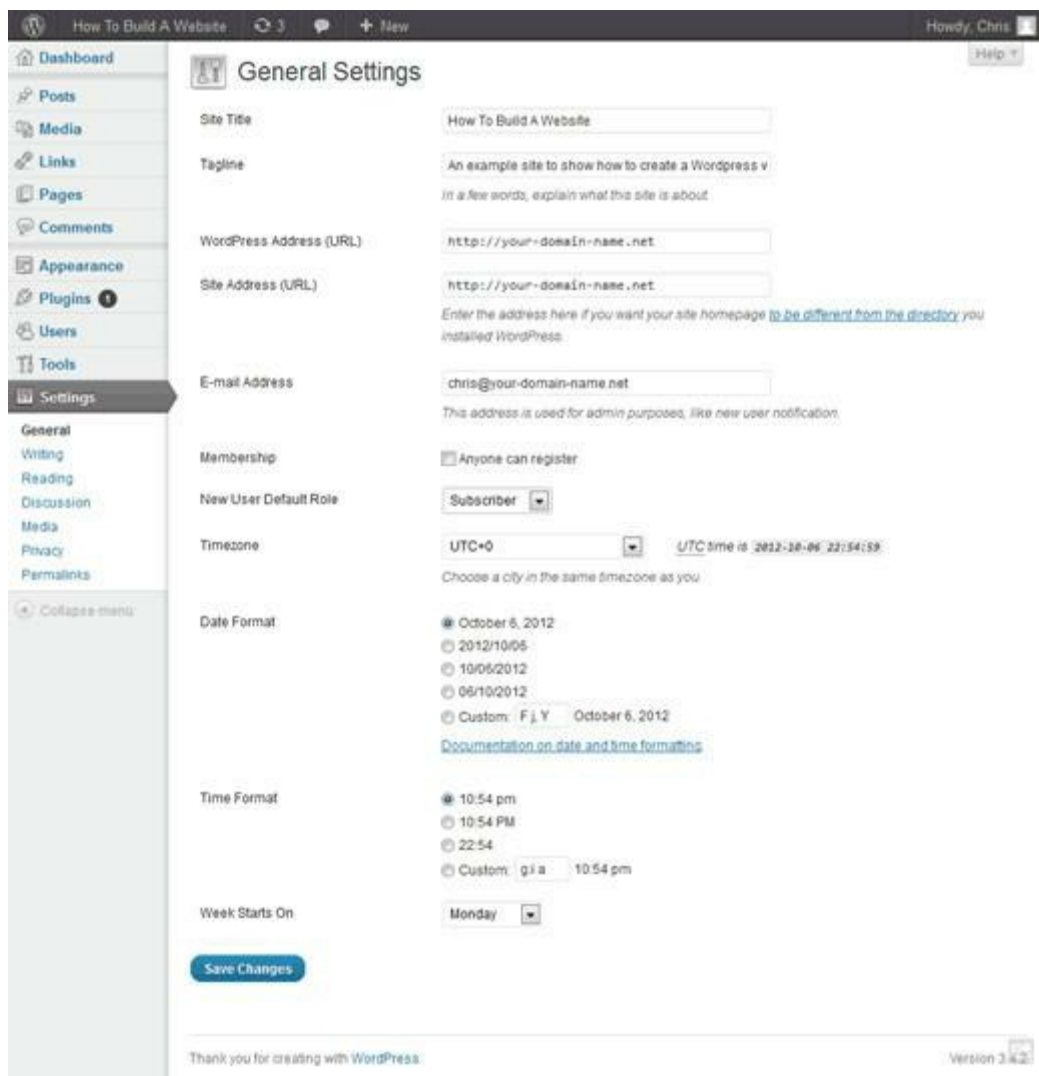 How To Build A Website 3 + New Howdy, Chris
Help
Dashboard
Posts
Media
Links
Pages
Comments
Appearance
Plugins 1
Users
Tools
Settings
General
Writing
Reading
Discussion
Media
Privacy
Permalinks
Collapse menu
General Settings
Site Title How To Build A Website
Tagline An example site to show how to create a Wordpress v
In a few words, explain what this site is about.
WordPress Address (URL) http://your-domain-name.net
Site Address (URL) http://your-domain-name.net
Enter the address here if you want your site homepage to be different from the directory you
installed WordPress.
E-mail Address chris@your-domain-name.net
This address is used for admin purposes, like new user notification.
Membership Anyone can register
New User Default Role Subscriber
Timezone UTC+0 UTC time is 2012-10-06 22:54:59
Choose a city in the same timezone as you.
Date Format October 6, 2012
2012/10/06
10/06/2012
06/10/2012
Custom: F j, Y October 6, 2012
Documentation on date and time formatting.
Time Format 10:54 pm
10:54 PM
22:54
Custom: g:i a 10:54 pm
Week Starts On Monday
Save Changes
Thank you for creating with WordPress. Version 3.4.2